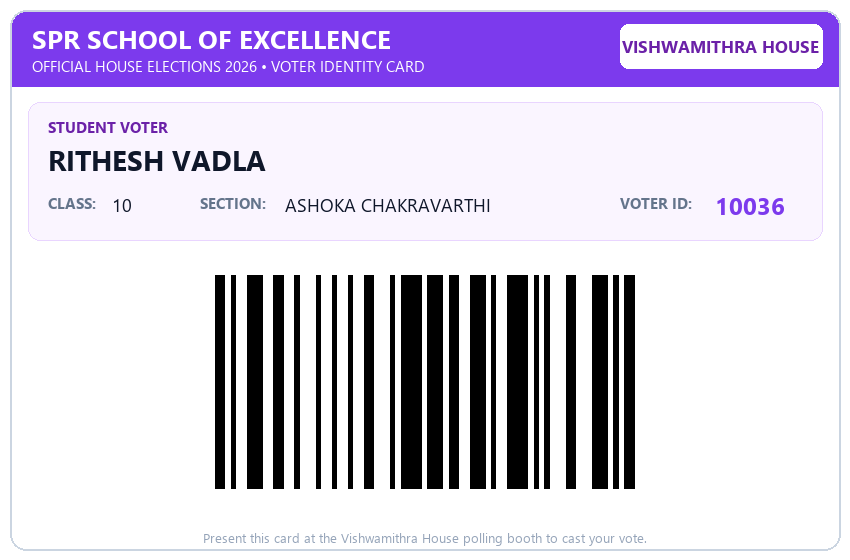 SPR SCHOOL OF EXCELLENCE
OFFICIAL HOUSE ELECTIONS 2026 • VOTER IDENTITY CARD
VISHWAMITHRA HOUSE
STUDENT VOTER
RITHESH VADLA
CLASS: 10 SECTION: ASHOKA CHAKRAVARTHI VOTER ID: 10036
Present this card at the Vishwamithra House polling booth to cast your vote.